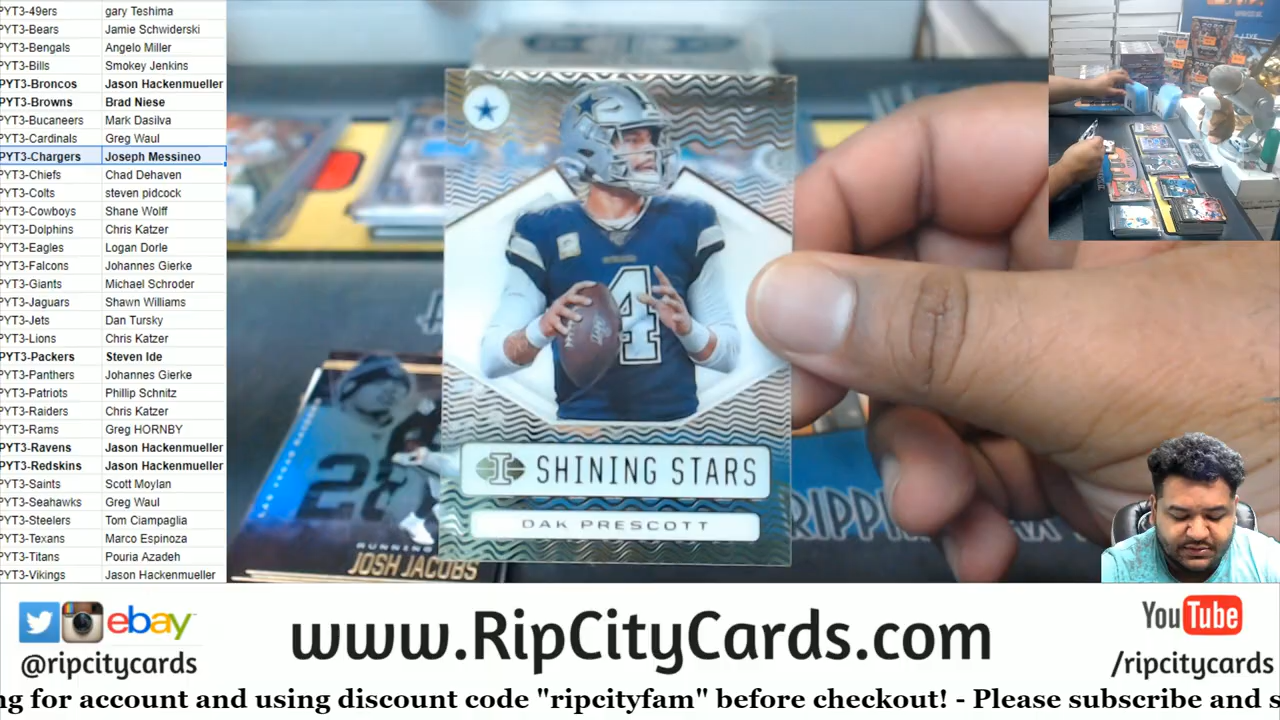 PYT3-49ers gary Teshima
PYT3-Bears Jamie Schwiderski
PYT3-Bengals Angelo Miller
PYT3-Bills Smokey Jenkins
PYT3-Broncos Jason Hackenmueller
PYT3-Browns Brad Niese
PYT3-Bucaneers Mark Dasilva
PYT3-Cardinals Greg Waul
PYT3-Chargers Joseph Messineo
PYT3-Chiefs Chad Dehaven
PYT3-Colts steven pidcock
PYT3-Cowboys Shane Wolff
PYT3-Dolphins Chris Katzer
PYT3-Eagles Logan Dorle
PYT3-Falcons Johannes Gierke
PYT3-Giants Michael Schroder
PYT3-Jaguars Shawn Williams
PYT3-Jets Dan Tursky
PYT3-Lions Chris Katzer
PYT3-Packers Steven Ide
PYT3-Panthers Johannes Gierke
PYT3-Patriots Phillip Schnitz
PYT3-Raiders Chris Katzer
PYT3-Rams Greg HORNBY
PYT3-Ravens Jason Hackenmueller
PYT3-Redskins Jason Hackenmueller
PYT3-Saints Scott Moylan
PYT3-Seahawks Greg Waul
PYT3-Steelers Tom Ciampaglia
PYT3-Texans Marco Espinoza
PYT3-Titans Pouria Azadeh
PYT3-Vikings Jason Hackenmueller
4
I SHINING STARS
DAK PRESCOTT
LAS VEGAS RAIDERS
28
RUNNING
JOSH JACOBS
RIPPI
ebay
@ripcitycards
www.RipCityCards.com
YouTube
/ripcitycards
ng for account and using discount code "ripcityfam" before checkout! - Please subscribe and s